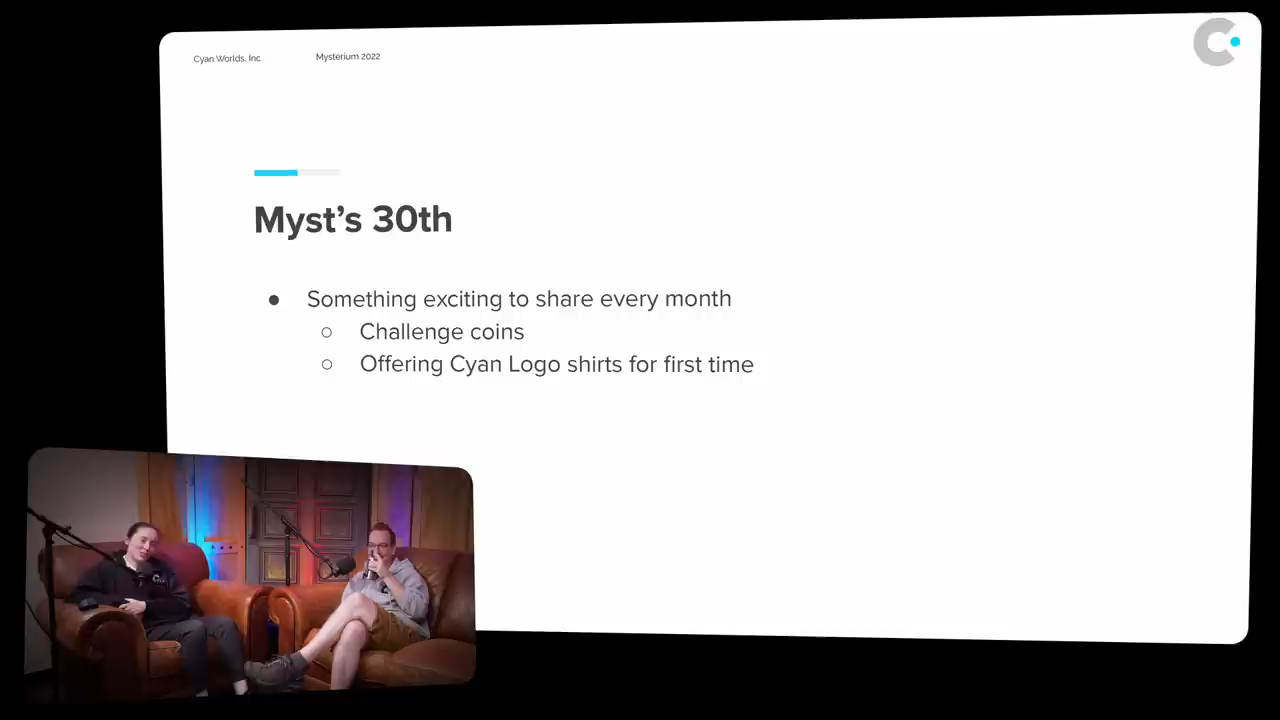 Cyan Worlds, Inc. Mysterium 2022
Myst's 30th
● Something exciting to share every month
○ Challenge coins
○ Offering Cyan Logo shirts for first time